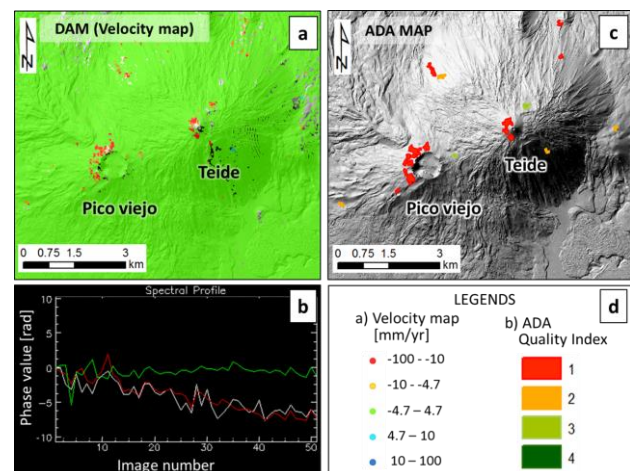 DAM (Velocity map)
a
N
Teide
Pico viejo
0 0.75 1.5 3
km
ADA MAP
c
N
Teide
Pico viejo
0 0.75 1.5 3
km
Spectral Profile
b
Phase value [rad]
10
5
0
-5
-10
10 20 30 40 50
Image number
LEGENDS
d
a) Velocity map
[mm/yr]
-100 - -10
-10 – -4.7
-4.7 – 4.7
4.7 – 10
10 – 100
b) ADA
Quality Index
1
2
3
4